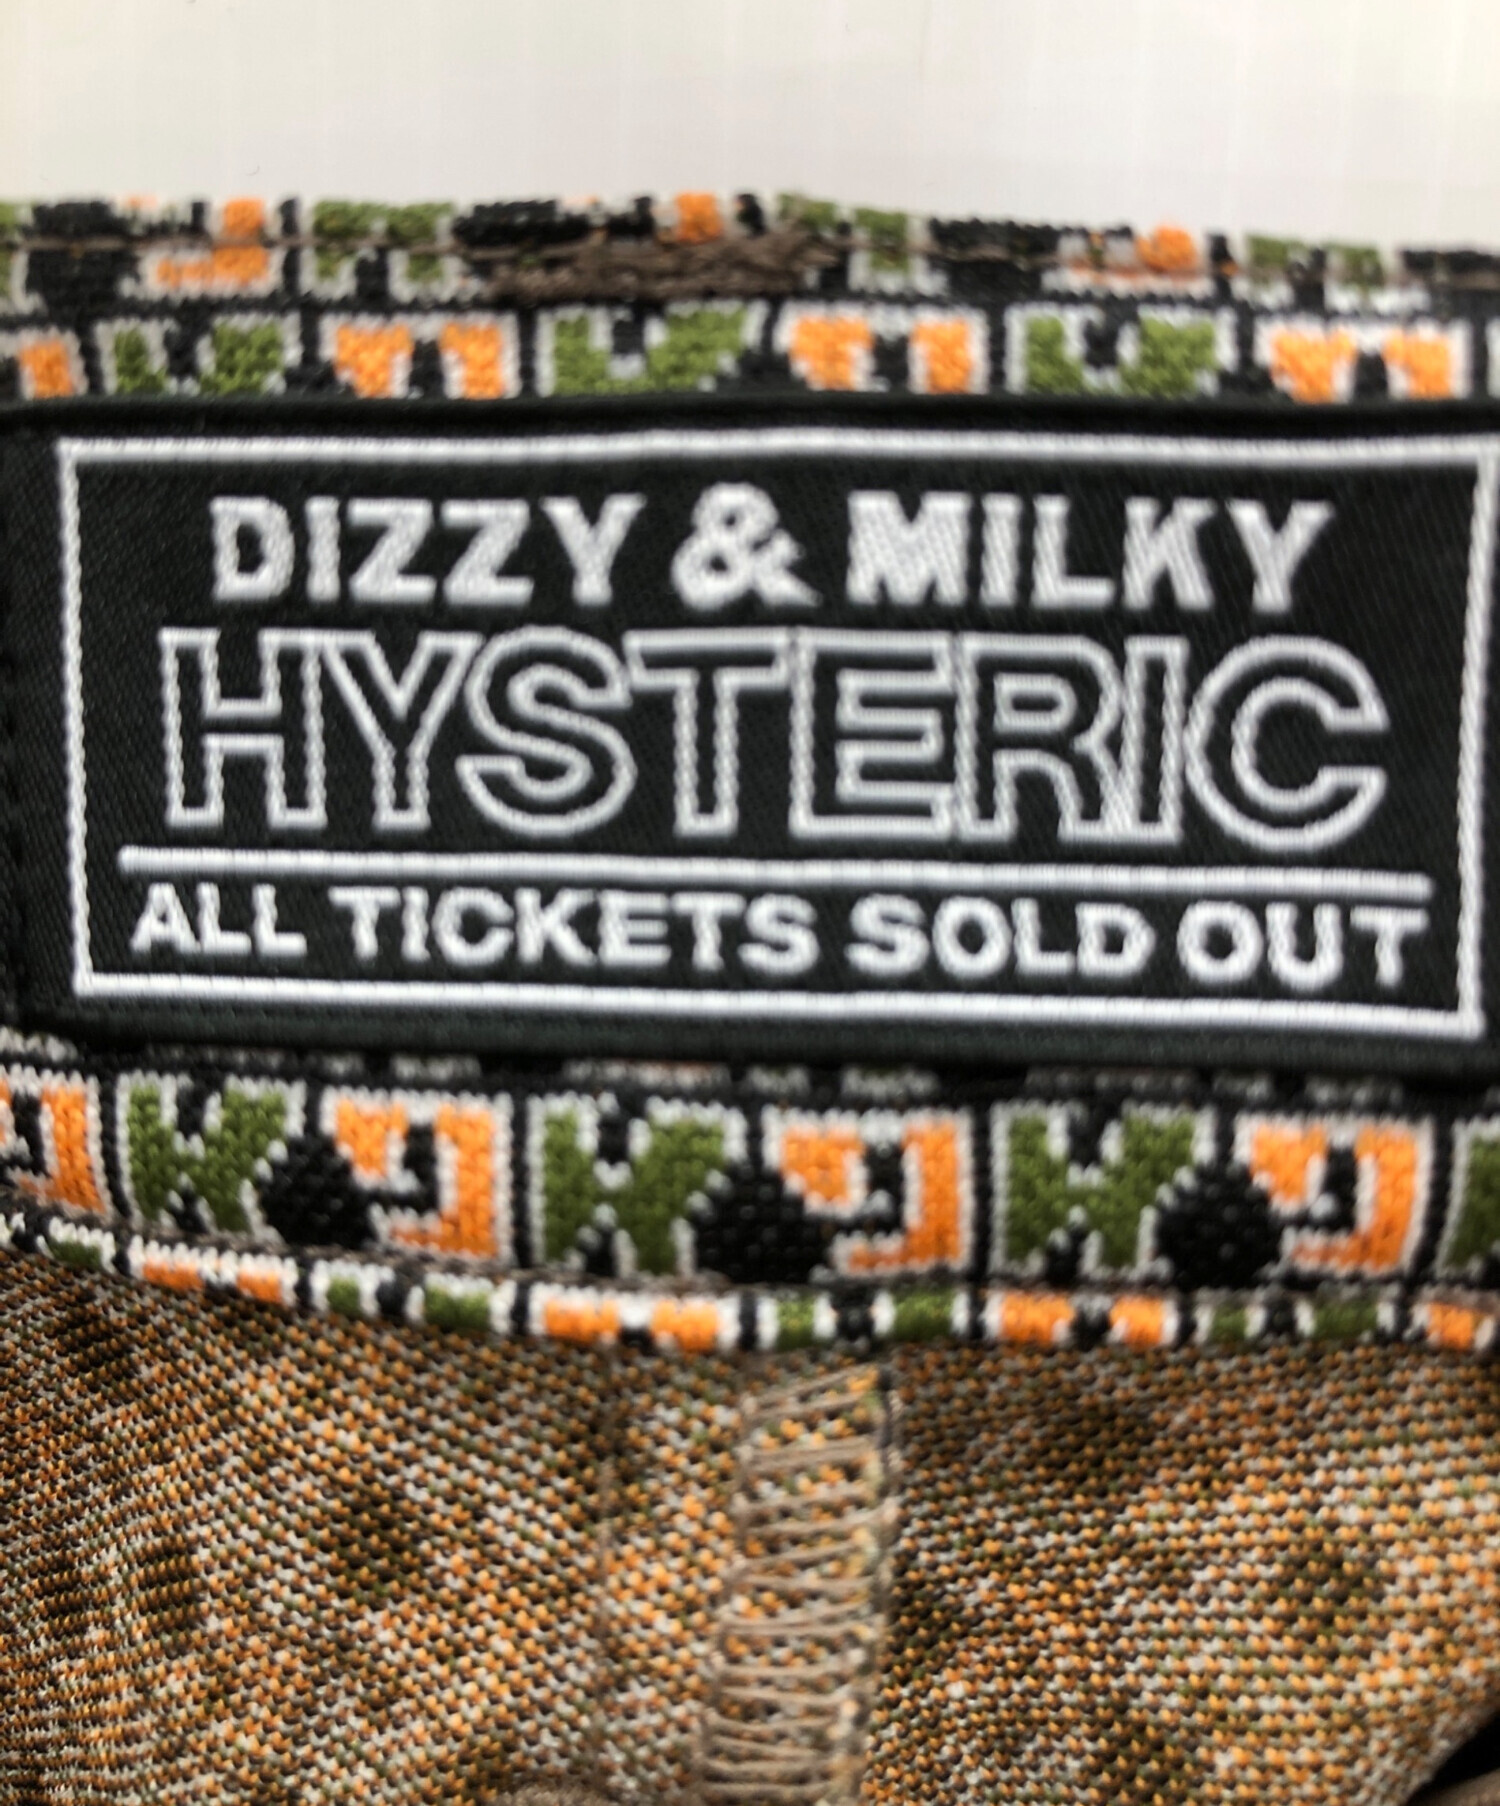 DIZZY & MILKY
HYSTERIC
ALL TICKETS SOLD OUT